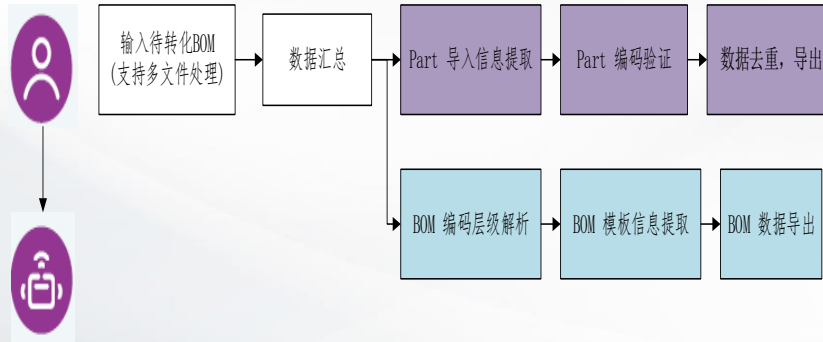 输入待转化BOM
(支持多文件处理)
数据汇总
Part 导入信息提取
Part 编码验证
数据去重，导出
BOM 编码层级解析
BOM 模板信息提取
BOM 数据导出